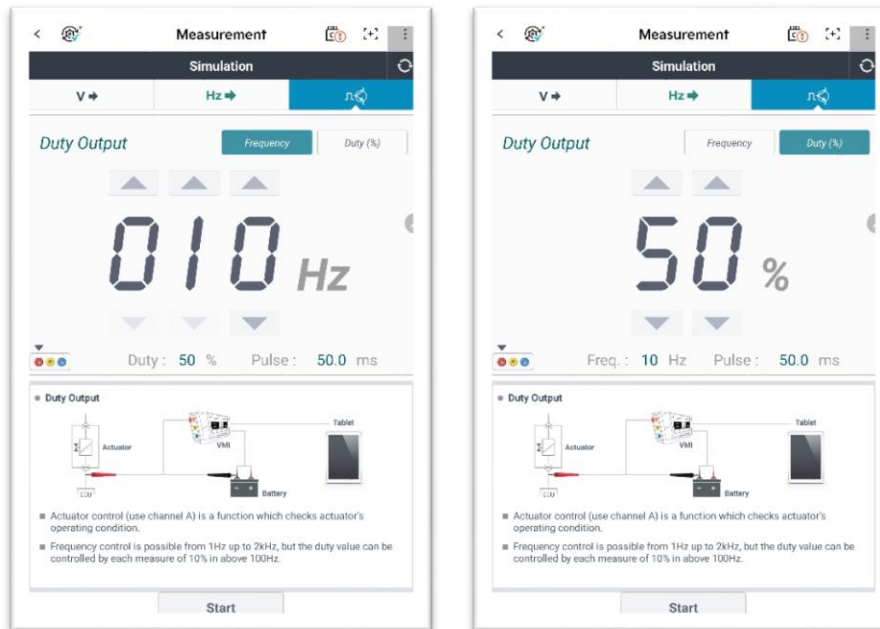 Measurement
Simulation
V
Hz
Duty Output
Frequency
Duty (%)
010 Hz
Duty : 50 % Pulse : 50.0 ms
Duty Output
Actuator
ECU
VMI
Battery
Tablet
Actuator control (use channel A) is a function which checks actuator's
operating condition.
Frequency control is possible from 1Hz up to 2kHz, but the duty value can be
controlled by each measure of 10% in above 100Hz.
Start
Measurement
Simulation
V
Hz
Duty Output
Frequency
Duty (%)
50 %
Freq. : 10 Hz Pulse : 50.0 ms
Duty Output
Actuator
ECU
VMI
Battery
Tablet
Actuator control (use channel A) is a function which checks actuator's
operating condition.
Frequency control is possible from 1Hz up to 2kHz, but the duty value can be
controlled by each measure of 10% in above 100Hz.
Start